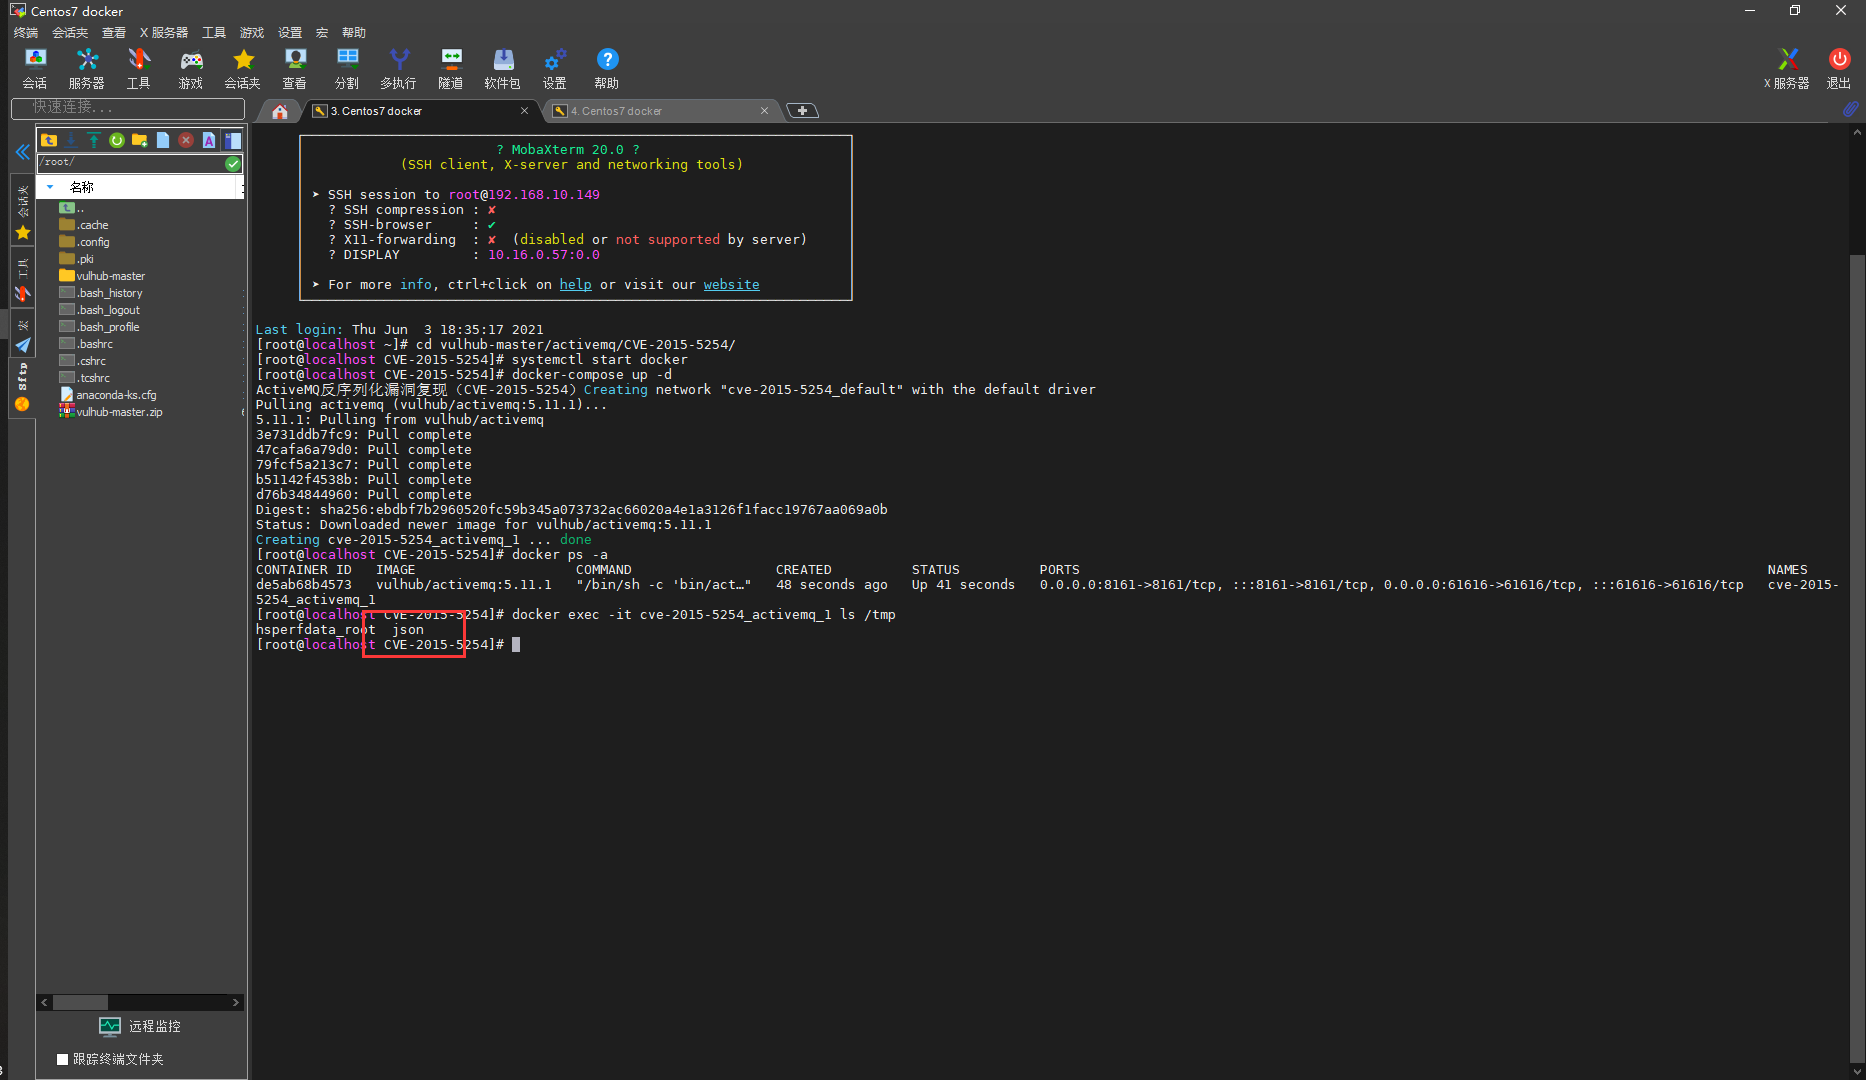 Centos7 docker
终端 会话夹 查看 X 服务器 工具 游戏 设置 宏 帮助
会话 服务器 工具 游戏 会话夹 查看 分割 多执行 隧道 软件包 设置 帮助 X 服务器 退出
快速连接...
3. Centos7 docker
4. Centos7 docker
/root/
名称
..
.cache
.config
.pki
vulhub-master
.bash_history
.bash_logout
.bash_profile
.bashrc
.cshrc
.tcshrc
anaconda-ks.cfg
vulhub-master.zip
会话夹
工具
宏
Sftp
远程监控
跟踪终端文件夹
? MobaXterm 20.0 ?
(SSH client, X-server and networking tools)
➤ SSH session to root@192.168.10.149
? SSH compression : ✘
? SSH-browser : ✔
? X11-forwarding : ✘ (disabled or not supported by server)
? DISPLAY : 10.16.0.57:0.0
➤ For more info, ctrl+click on help or visit our website
Last login: Thu Jun 3 18:35:17 2021
[root@localhost ~]# cd vulhub-master/activemq/CVE-2015-5254/
[root@localhost CVE-2015-5254]# systemctl start docker
[root@localhost CVE-2015-5254]# docker-compose up -d
ActiveMQ反序列化漏洞复现（CVE-2015-5254）Creating network "cve-2015-5254_default" with the default driver
Pulling activemq (vulhub/activemq:5.11.1)...
5.11.1: Pulling from vulhub/activemq
3e731ddb7fc9: Pull complete
47cafa6a79d0: Pull complete
79fcf5a213c7: Pull complete
b51142f4538b: Pull complete
d76b34844960: Pull complete
Digest: sha256:ebdbf7b2960520fc59b345a073732ac66020a4e1a3126f1facc19767aa069a0b
Status: Downloaded newer image for vulhub/activemq:5.11.1
Creating cve-2015-5254_activemq_1 ... done
[root@localhost CVE-2015-5254]# docker ps -a
CONTAINER ID IMAGE COMMAND CREATED STATUS PORTS NAMES
de5ab68b4573 vulhub/activemq:5.11.1 "/bin/sh -c 'bin/act…" 48 seconds ago Up 41 seconds 0.0.0.0:8161->8161/tcp, :::8161->8161/tcp, 0.0.0.0:61616->61616/tcp, :::61616->61616/tcp cve-2015-
5254_activemq_1
[root@localhost CVE-2015-5254]# docker exec -it cve-2015-5254_activemq_1 ls /tmp
hsperfdata_root json
[root@localhost CVE-2015-5254]#